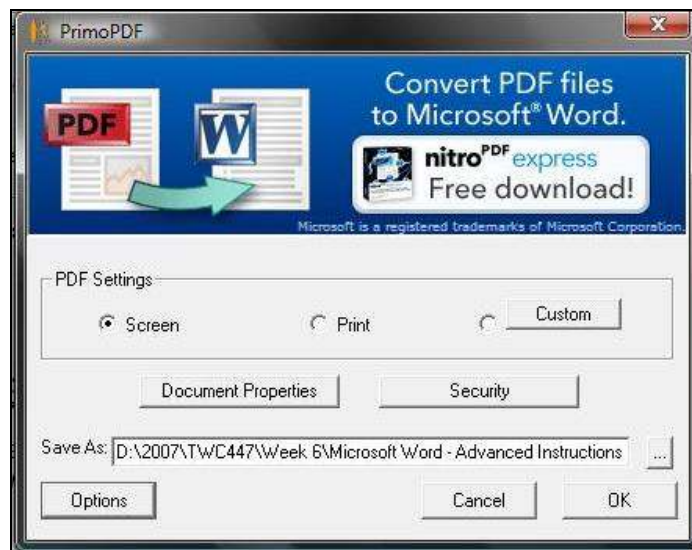 PrimoPDF
Convert PDF files
to Microsoft® Word.
PDF
W
nitroPDF express
Free download!
Microsoft is a registered trademarks of Microsoft Corporation.
PDF Settings
Screen Print Custom
Document Properties Security
Save As: D:\2007\TWC447\Week 6\Microsoft Word - Advanced Instructions ...
Options Cancel OK